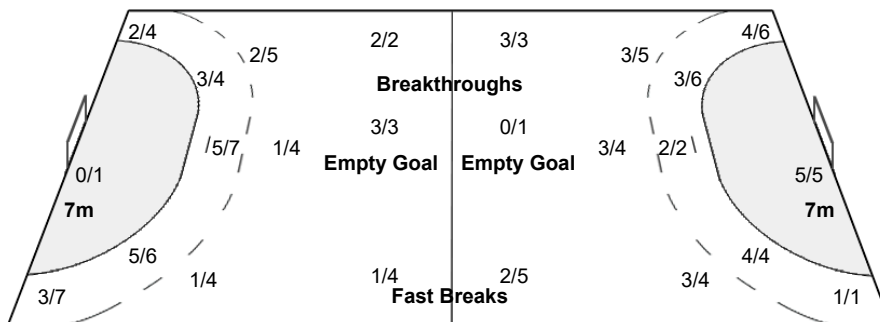 2/4 2/2 3/3 4/6
2/5 3/5
3/4 Breakthroughs 3/6
3/3 0/1
5/7 1/4 3/4 2/2
Empty Goal Empty Goal
0/1 5/5
7m 7m
5/6 4/4
1/4 1/4 2/5 3/4
3/7 Fast Breaks 1/1